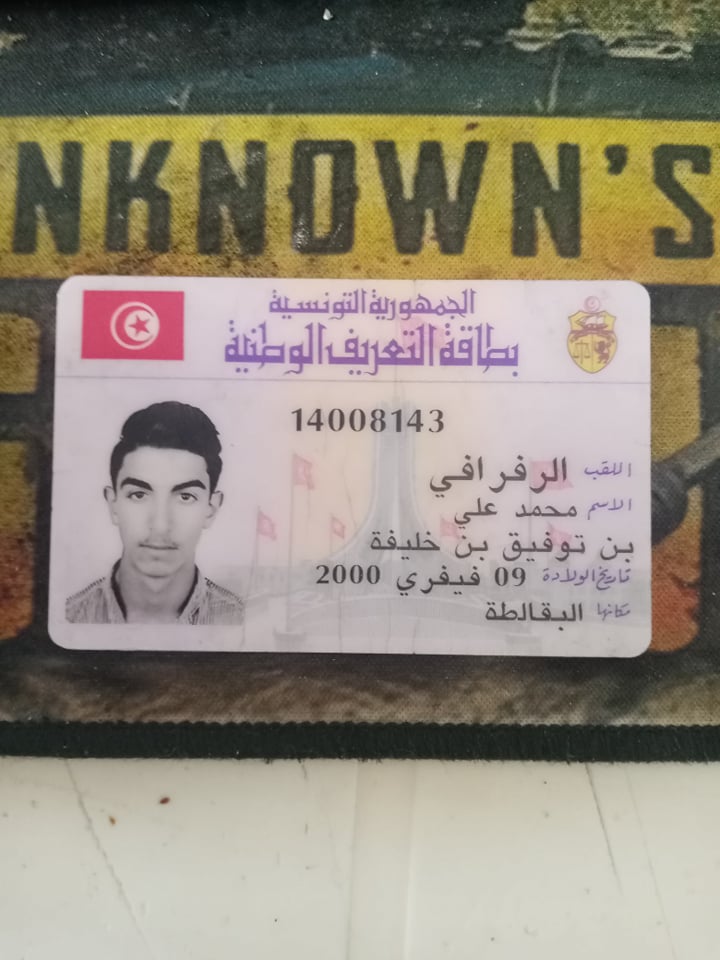 NKNOWN'S
الجمهورية التونسية
بطاقة التعريف الوطنية
14008143
اللقب الرفرافي
الاسم محمد علي
بن توفيق بن خليفة
تاريخ الولادة 09 فيفري 2000
مكانها البقالطة